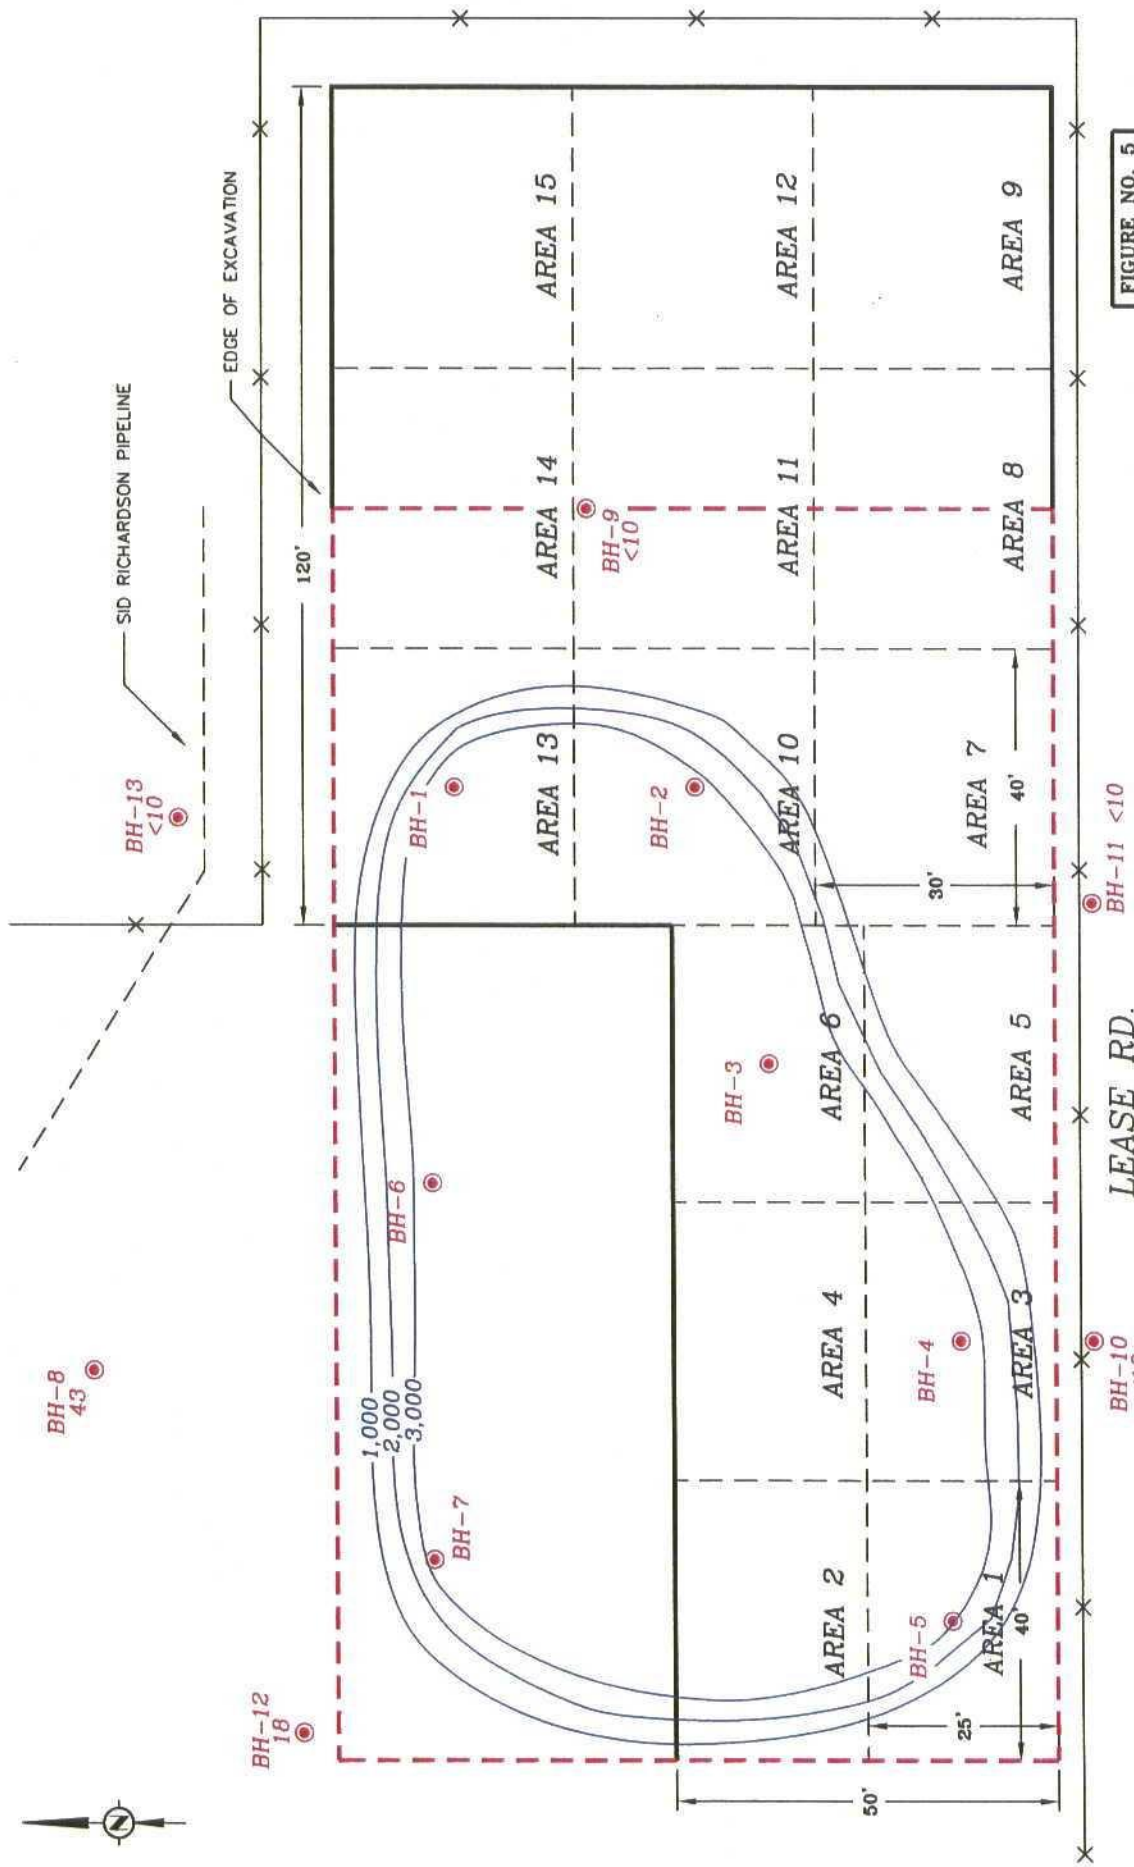 SID RICHARDSON PIPELINE
EDGE OF EXCAVATION
BH-8
43
BH-13
<10
BH-12
18
N
120'
1,000
2,000
3,000
BH-7
BH-6
BH-1
BH-2
BH-9
<10
AREA 13
AREA 14
AREA 15
BH-3
AREA 10
AREA 11
AREA 12
AREA 2
AREA 4
AREA 6
BH-5
BH-4
AREA 1
AREA 3
AREA 5
AREA 7
AREA 8
AREA 9
50'
25'
40'
30'
40'
BH-10
BH-11 <10
LEASE RD.
FIGURE NO. 5